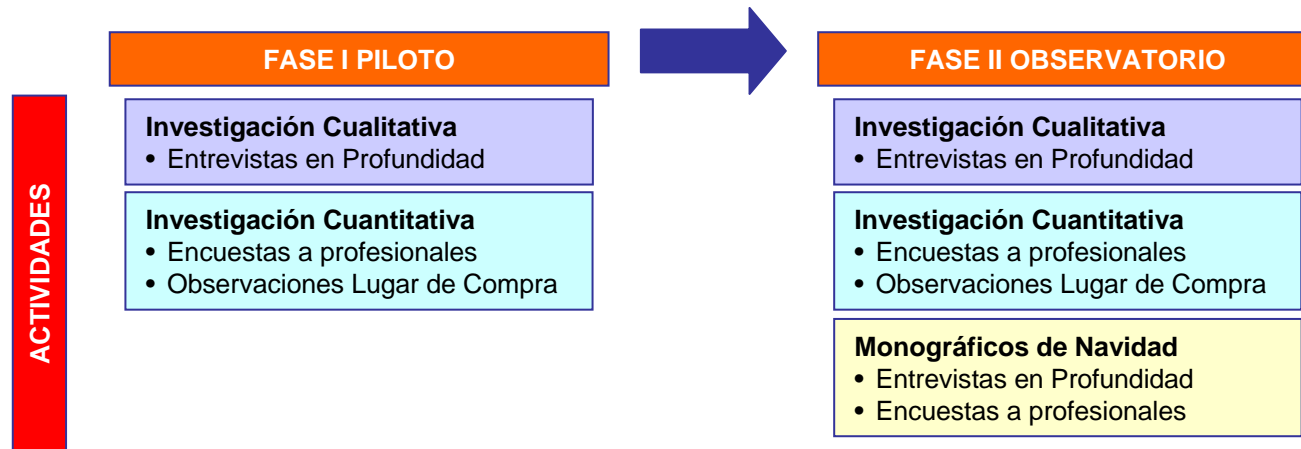 FASE I PILOTO
FASE II OBSERVATORIO
ACTIVIDADES
Investigación Cualitativa
• Entrevistas en Profundidad
Investigación Cuantitativa
• Encuestas a profesionales
• Observaciones Lugar de Compra
Investigación Cualitativa
• Entrevistas en Profundidad
Investigación Cuantitativa
• Encuestas a profesionales
• Observaciones Lugar de Compra
Monográficos de Navidad
• Entrevistas en Profundidad
• Encuestas a profesionales